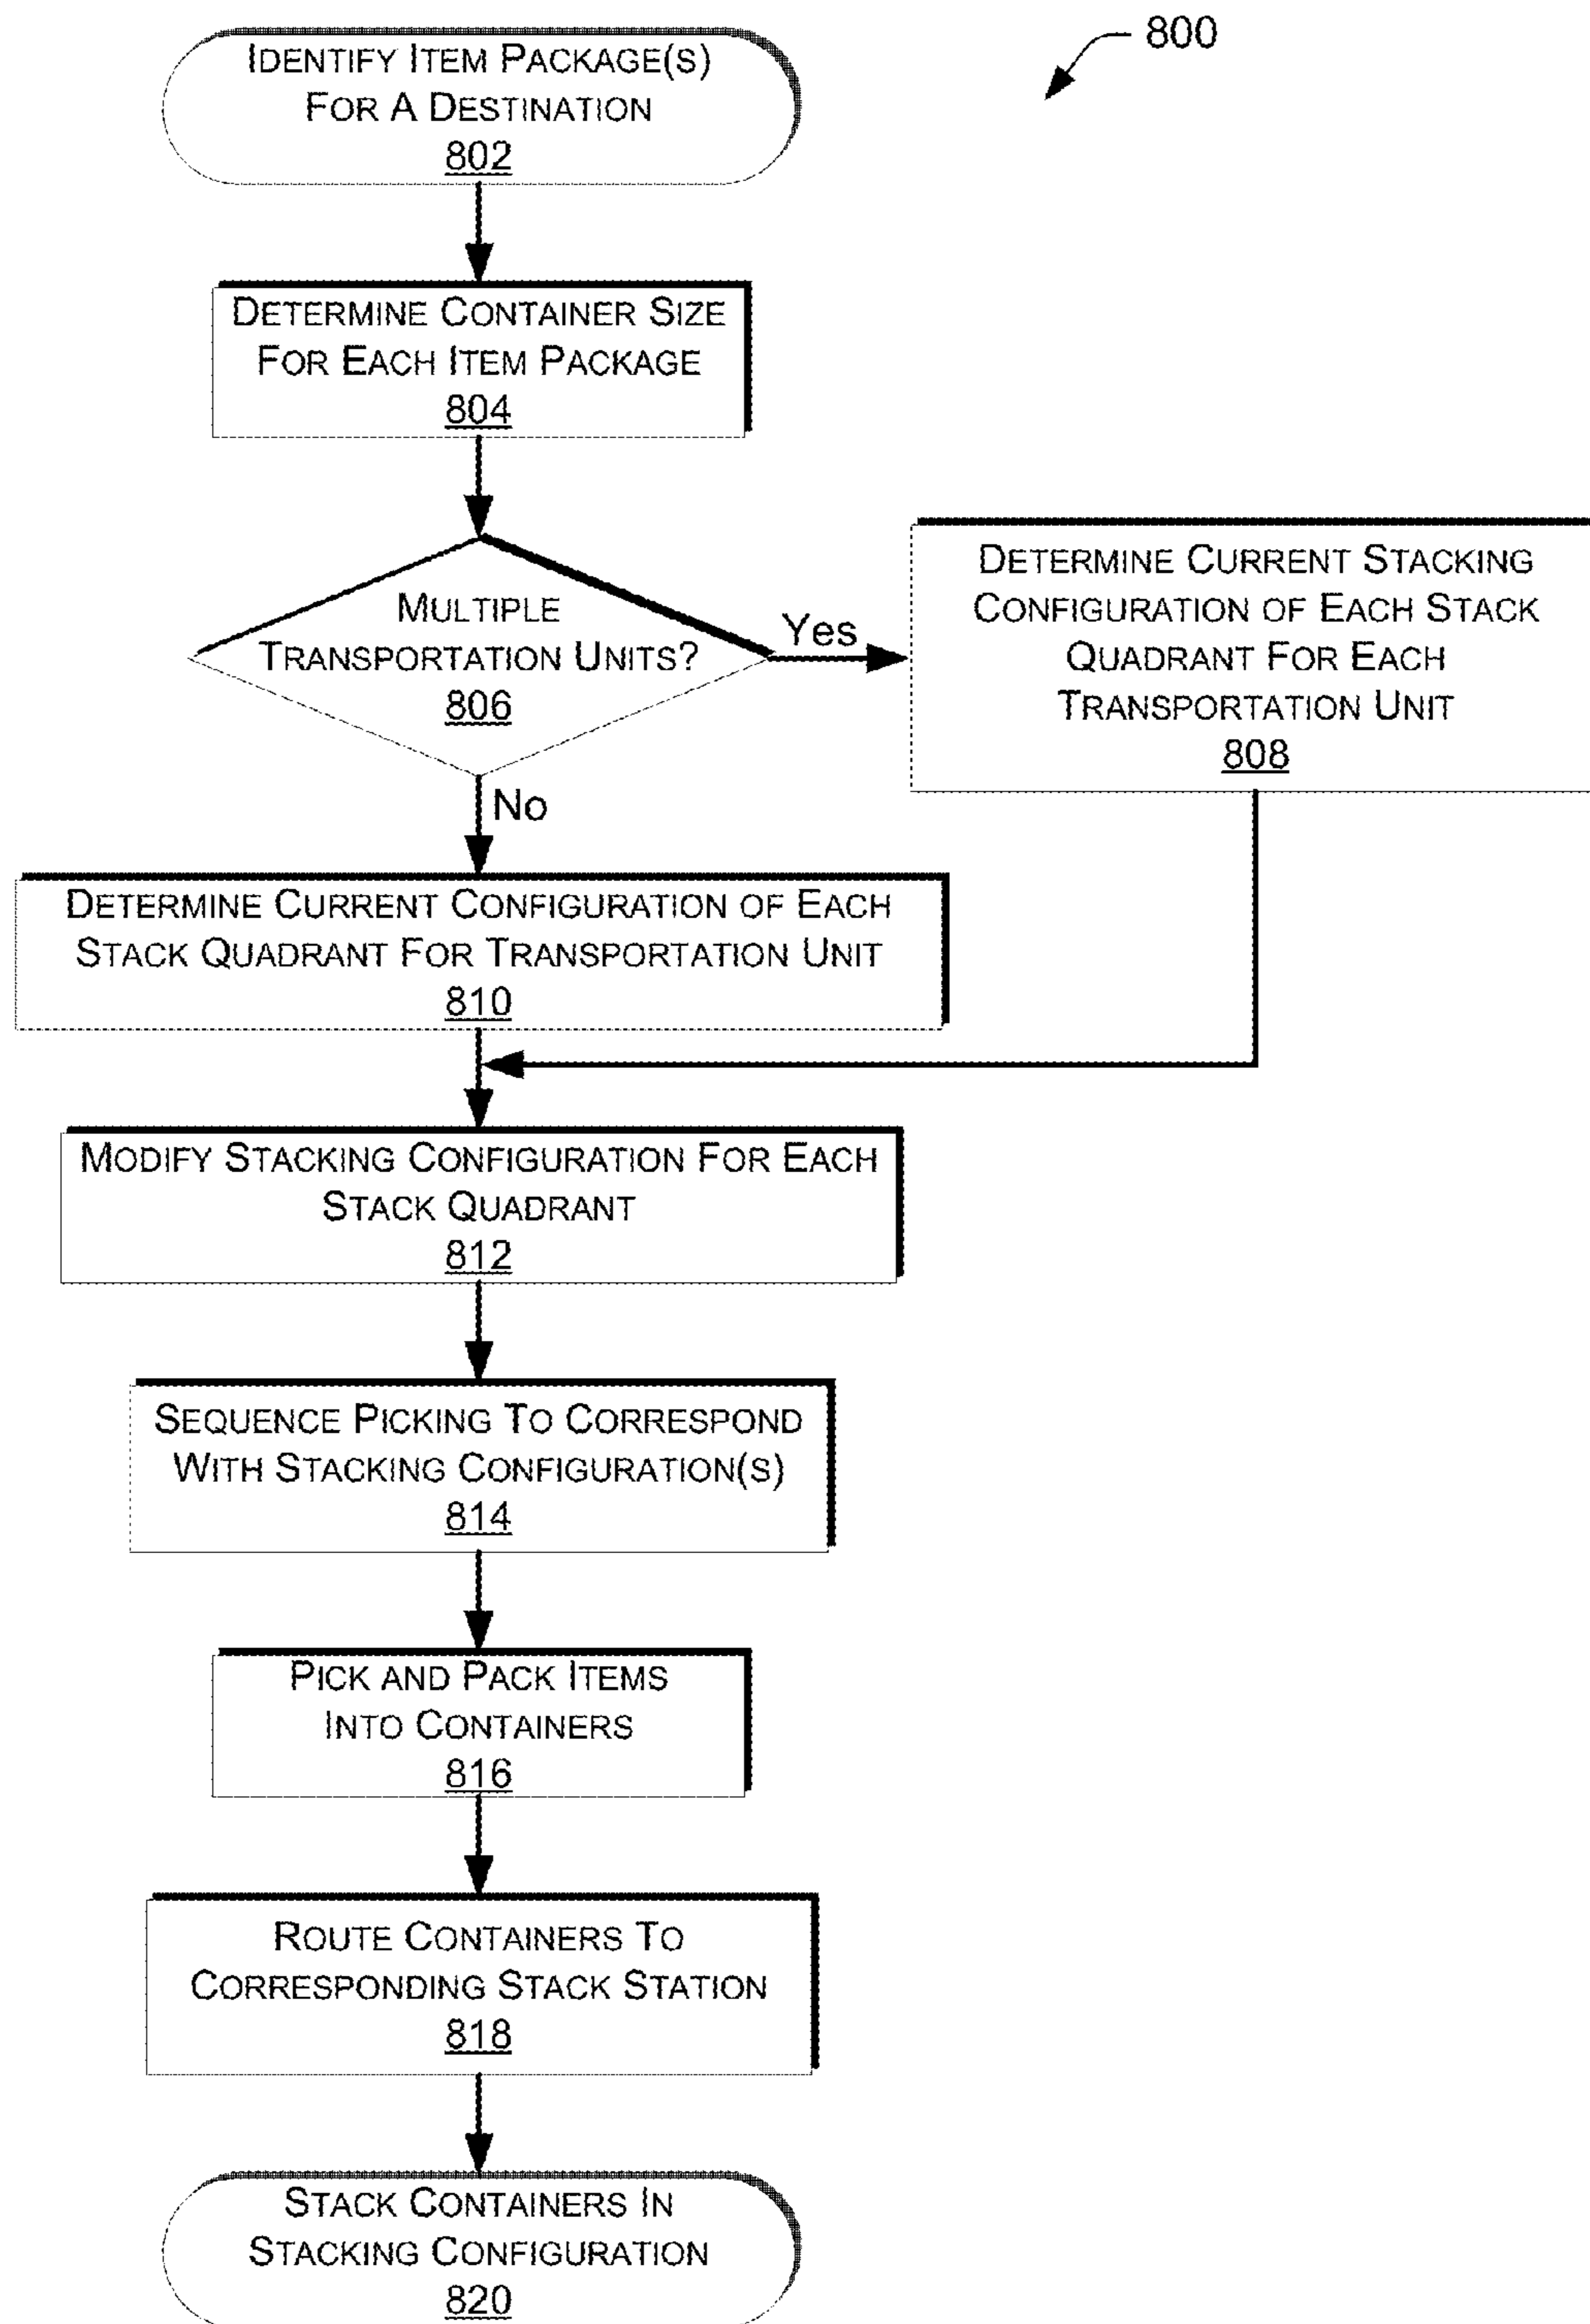 800
IDENTIFY ITEM PACKAGE(S)
FOR A DESTINATION
802
DETERMINE CONTAINER SIZE
FOR EACH ITEM PACKAGE
804
MULTIPLE
TRANSPORTATION UNITS?
806
Yes
DETERMINE CURRENT STACKING
CONFIGURATION OF EACH STACK
QUADRANT FOR EACH
TRANSPORTATION UNIT
808
No
DETERMINE CURRENT CONFIGURATION OF EACH
STACK QUADRANT FOR TRANSPORTATION UNIT
810
MODIFY STACKING CONFIGURATION FOR EACH
STACK QUADRANT
812
SEQUENCE PICKING TO CORRESPOND
WITH STACKING CONFIGURATION(S)
814
PICK AND PACK ITEMS
INTO CONTAINERS
816
ROUTE CONTAINERS TO
CORRESPONDING STACK STATION
818
STACK CONTAINERS IN
STACKING CONFIGURATION
820